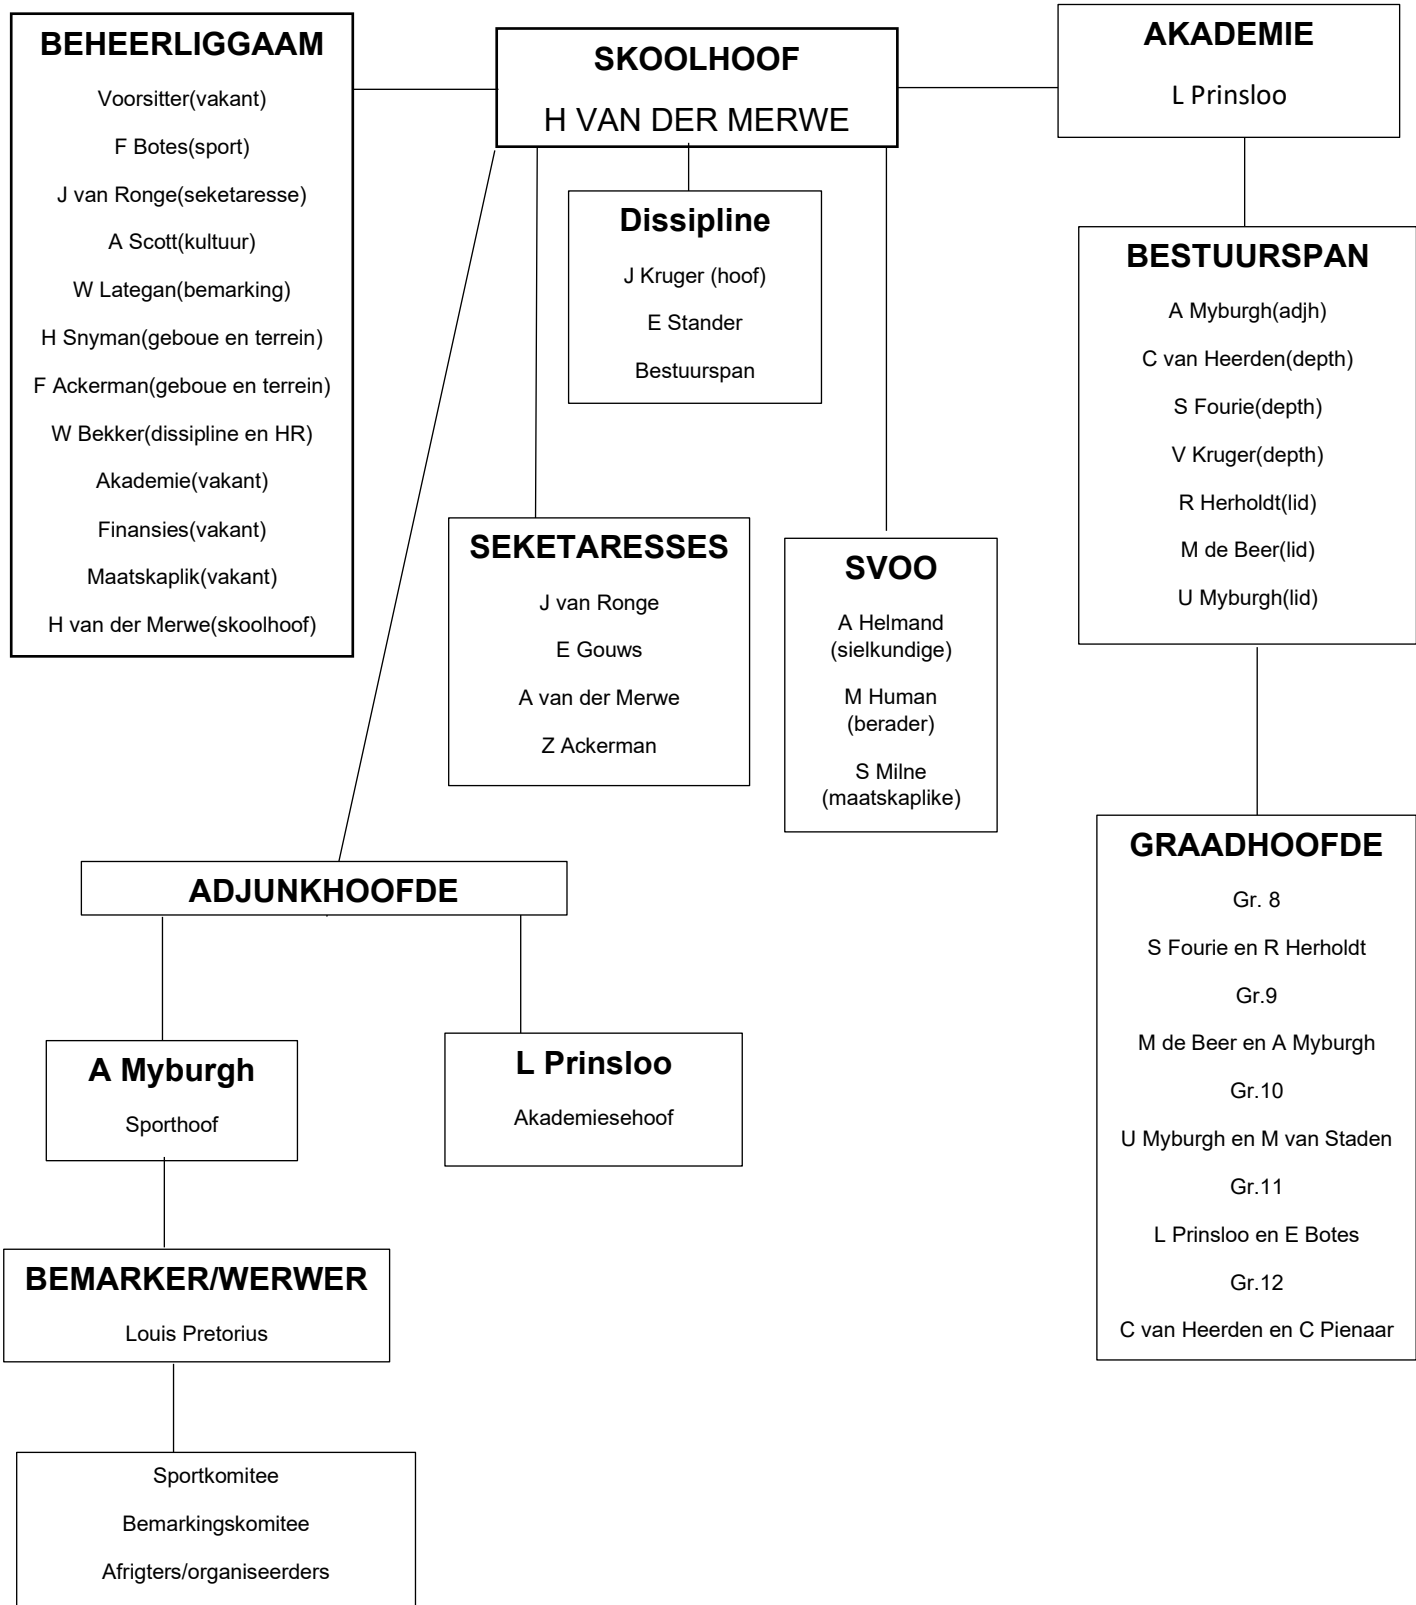 BEHEERLIGGAAM
Voorsitter(vakant)
F Botes(sport)
J van Ronge(seketaresse)
A Scott(kultuur)
W Lategan(bemarking)
H Snyman(geboue en terrein)
F Ackerman(geboue en terrein)
W Bekker(dissipline en HR)
Akademie(vakant)
Finansies(vakant)
Maatskaplik(vakant)
H van der Merwe(skoolhoof)
SKOOLHOOF
H VAN DER MERWE
AKADEMIE
L Prinsloo
Dissipline
J Kruger (hoof)
E Stander
Bestuurspan
BESTUURSPAN
A Myburgh(adjh)
C van Heerden(depth)
S Fourie(depth)
V Kruger(depth)
R Herholdt(lid)
M de Beer(lid)
U Myburgh(lid)
SEKETARESSES
J van Ronge
E Gouws
A van der Merwe
Z Ackerman
SVOO
A Helmand
(sielkundige)
M Human
(berader)
S Milne
(maatskaplike)
GRAADHOOFDE
Gr. 8
S Fourie en R Herholdt
Gr.9
M de Beer en A Myburgh
Gr.10
U Myburgh en M van Staden
Gr.11
L Prinsloo en E Botes
Gr.12
C van Heerden en C Pienaar
ADJUNKHOOFDE
A Myburgh
Sporthoof
L Prinsloo
Akademiesehoof
BEMARKER/WERWER
Louis Pretorius
Sportkomitee
Bemarkingskomitee
Afrigters/organiseerders